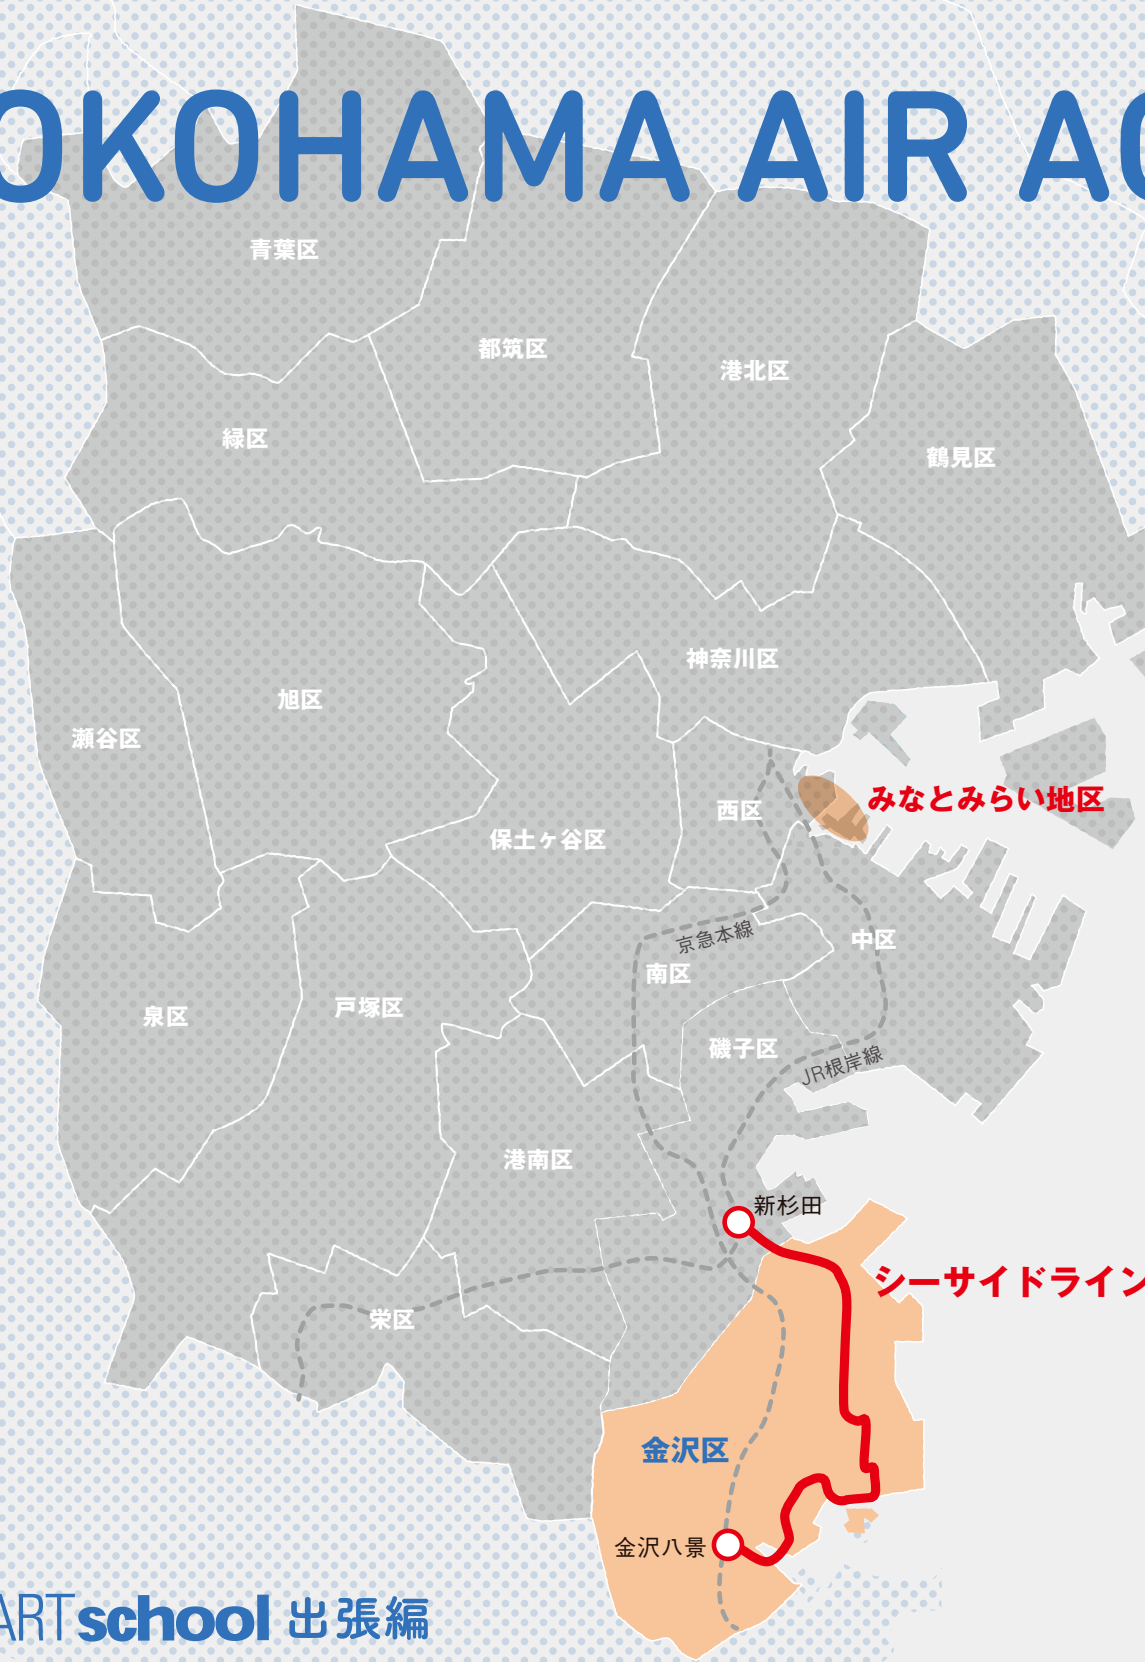 OKOHAMA AIR AC
青葉区
都筑区
港北区
緑区
鶴見区
神奈川区
旭区
瀬谷区
みなとみらい地区
西区
保土ヶ谷区
京急本線
中区
南区
戸塚区
泉区
磯子区
JR根岸線
港南区
新杉田
シーサイドライン
栄区
金沢区
金沢八景
ARTschool 出張編